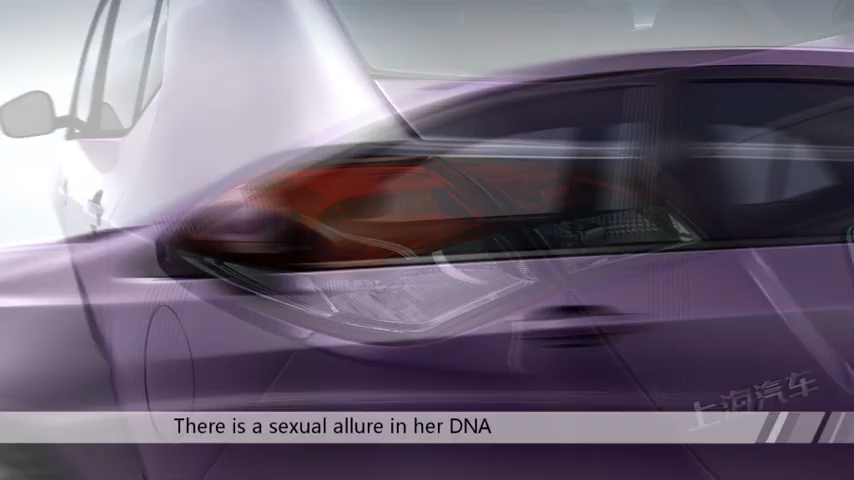 上海汽车
There is a sexual allure in her DNA